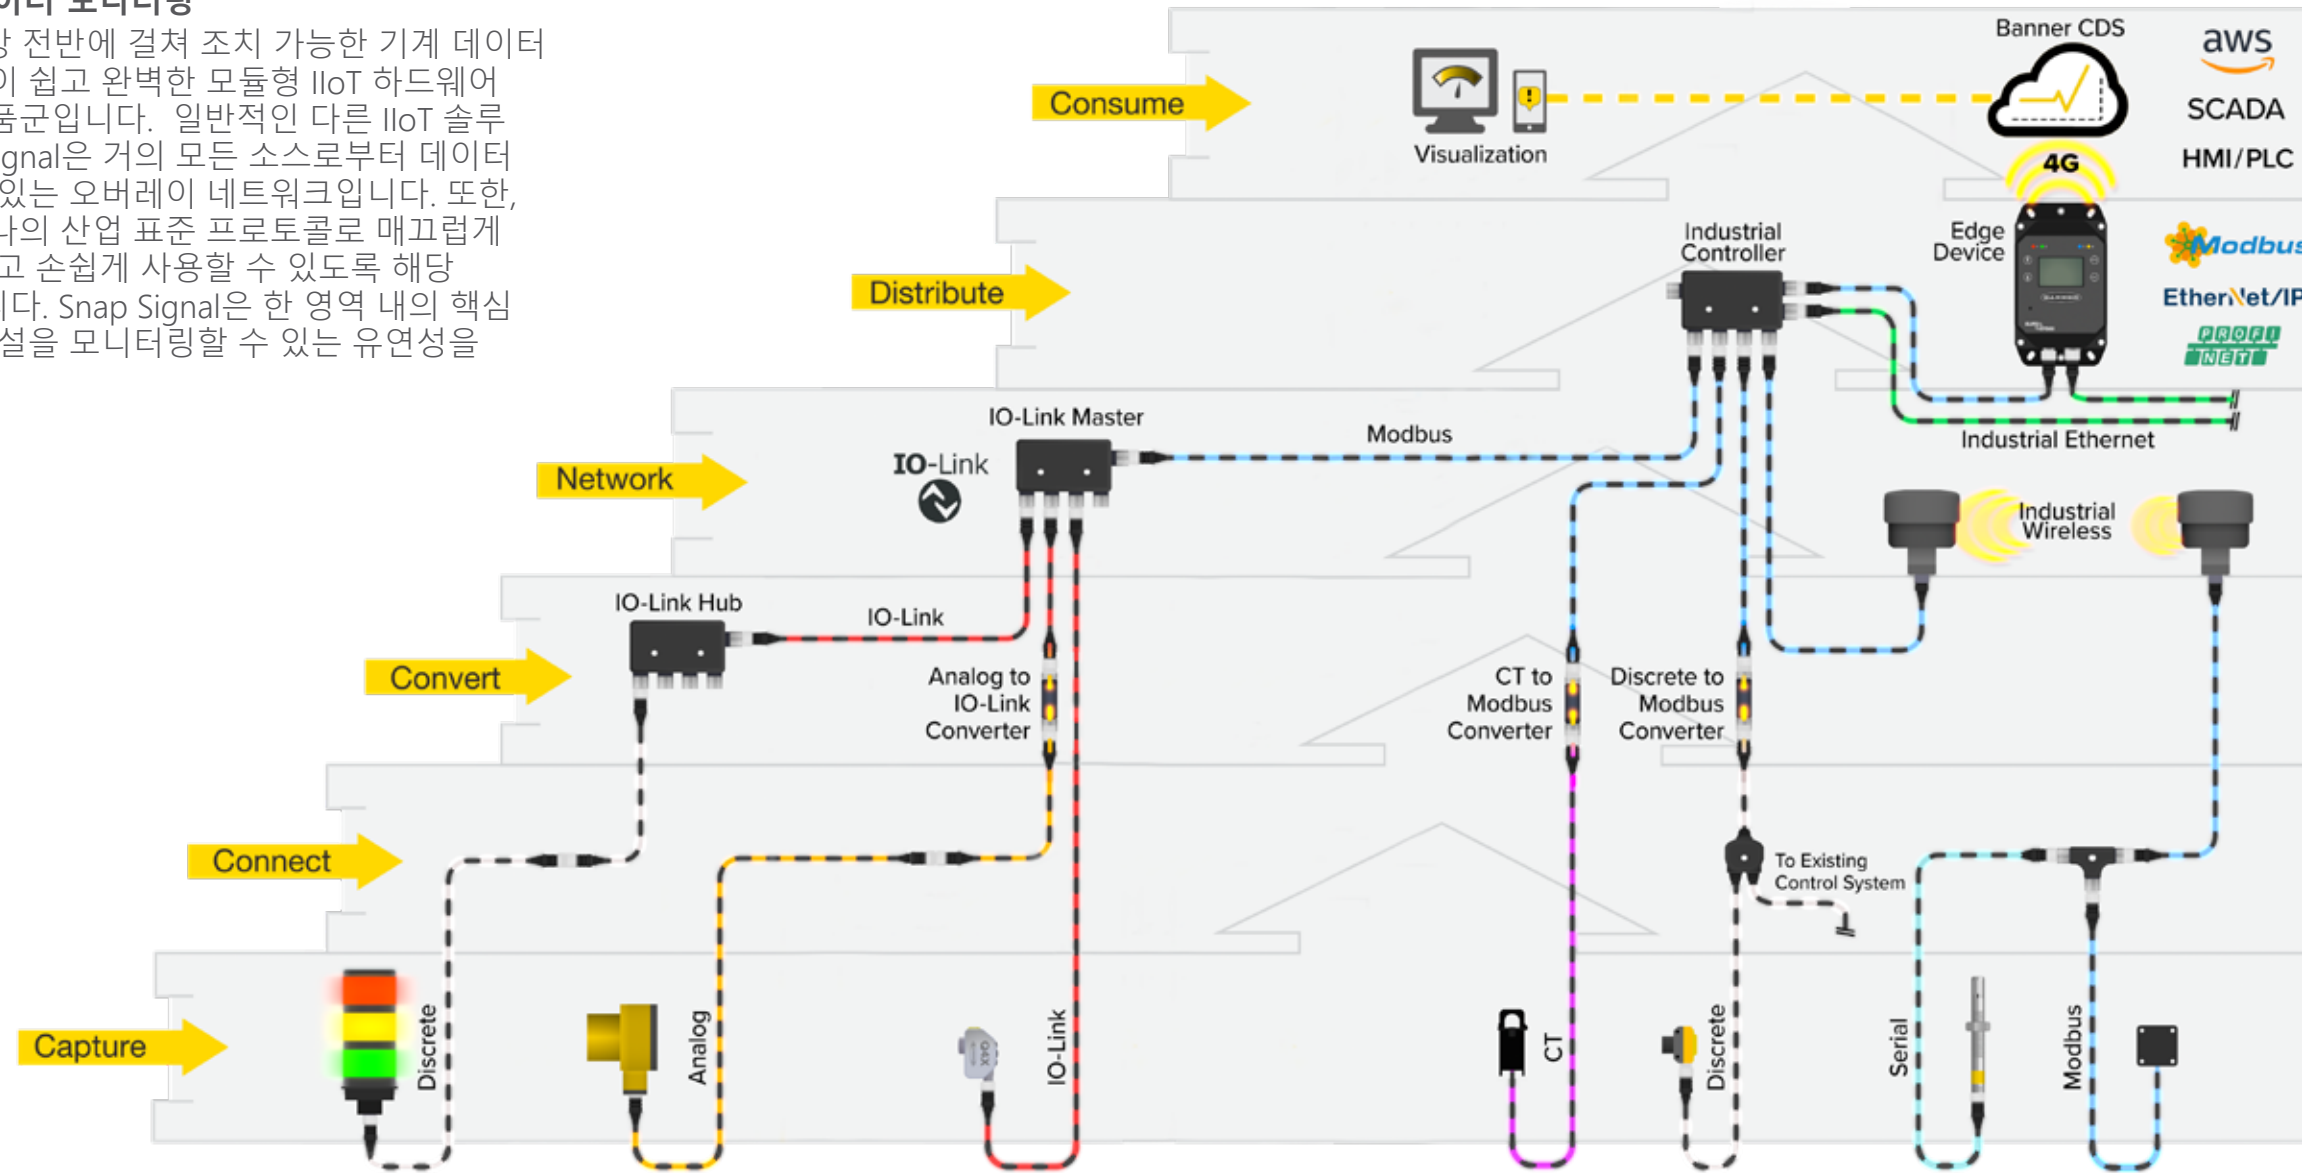 모니터링
전반에 걸쳐 조치 가능한 기계 데이터
쉽고 완벽한 모듈형 IIoT 하드웨어
품군입니다. 일반적인 다른 IIoT 솔루
ignal은 거의 모든 소스로부터 데이터
있는 오버레이 네트워크입니다. 또한,
나의 산업 표준 프로토콜로 매끄럽게
고 손쉽게 사용할 수 있도록 해당
니다. Snap Signal은 한 영역 내의 핵심
설을 모니터링할 수 있는 유연성을
Consume
Visualization
Banner CDS
aws
SCADA
HMI/PLC
4G
Distribute
Industrial
Controller
Edge
Device
BANNER
Modbus
EtherNet/IP
PROFI
NET
Industrial Ethernet
Network
IO-Link
IO-Link Master
Modbus
Industrial
Wireless
Convert
IO-Link Hub
IO-Link
Analog to
IO-Link
Converter
CT to
Modbus
Converter
Discrete to
Modbus
Converter
Connect
To Existing
Control System
Capture
Discrete
Analog
Q4X
IO-Link
CT
Discrete
Serial
Modbus